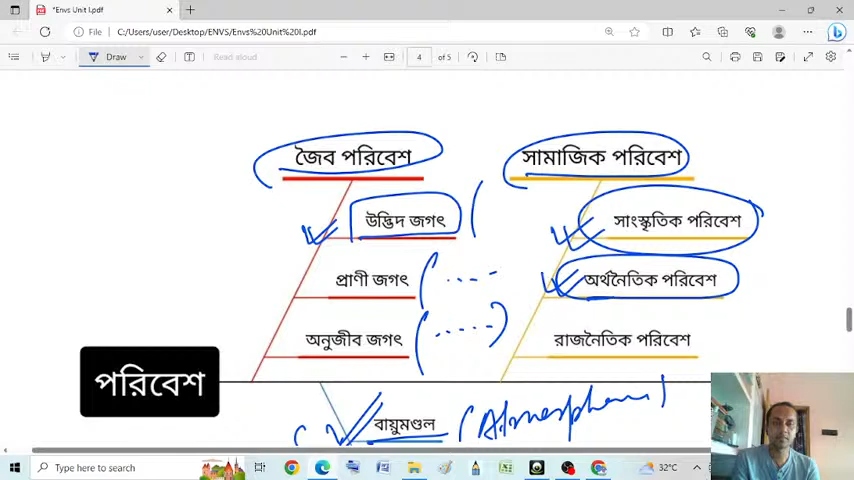 *Envs Unit I.pdf
File C:/Users/user/Desktop/ENVS/Envs%20Unit%20I.pdf
Draw Read aloud 4 of 5
জৈব পরিবেশ সামাজিক পরিবেশ
উদ্ভিদ জগৎ সাংস্কৃতিক পরিবেশ
প্রাণী জগৎ অর্থনৈতিক পরিবেশ
অনুজীব জগৎ রাজনৈতিক পরিবেশ
পরিবেশ
বায়ুমণ্ডল (Atmosphere)
Type here to search 32°C